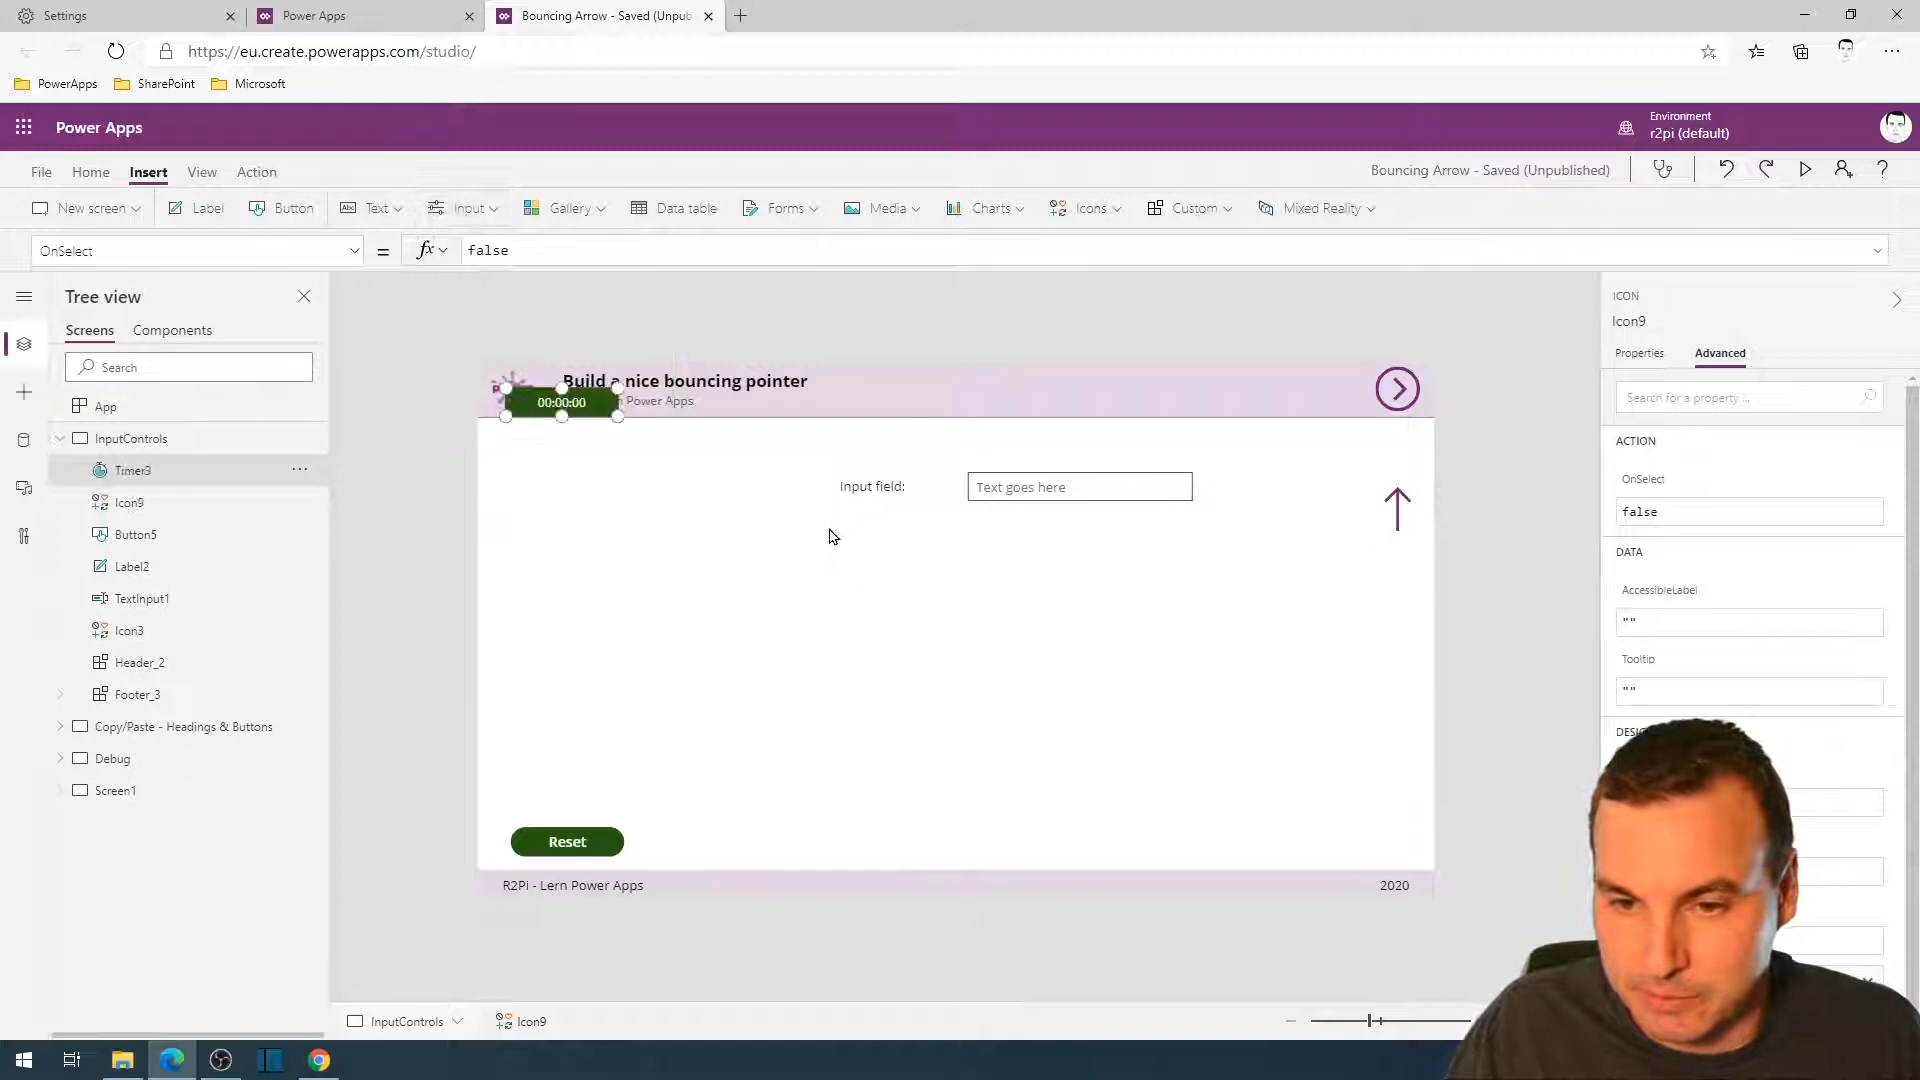 Settings
Power Apps
Bouncing Arrow - Saved (Unpub
https://eu.create.powerapps.com/studio/
PowerApps
SharePoint
Microsoft
Power Apps
Environment
r2pi (default)
File
Home
Insert
View
Action
Bouncing Arrow - Saved (Unpublished)
New screen
Label
Button
Text
Input
Gallery
Data table
Forms
Media
Charts
Icons
Custom
Mixed Reality
OnSelect
=
fx
false
Tree view
Screens
Components
Search
App
InputControls
Timer3
Icon9
Button5
Label2
TextInput1
Icon3
Header_2
Footer_3
Copy/Paste - Headings & Buttons
Debug
Screen1
Build a nice bouncing pointer
00:00:00
Power Apps
Input field:
Text goes here
Reset
R2Pi - Lern Power Apps
2020
ICON
Icon9
Properties
Advanced
Search for a property ...
ACTION
OnSelect
false
DATA
AccessibleLabel
""
Tooltip
""
InputControls
Icon9